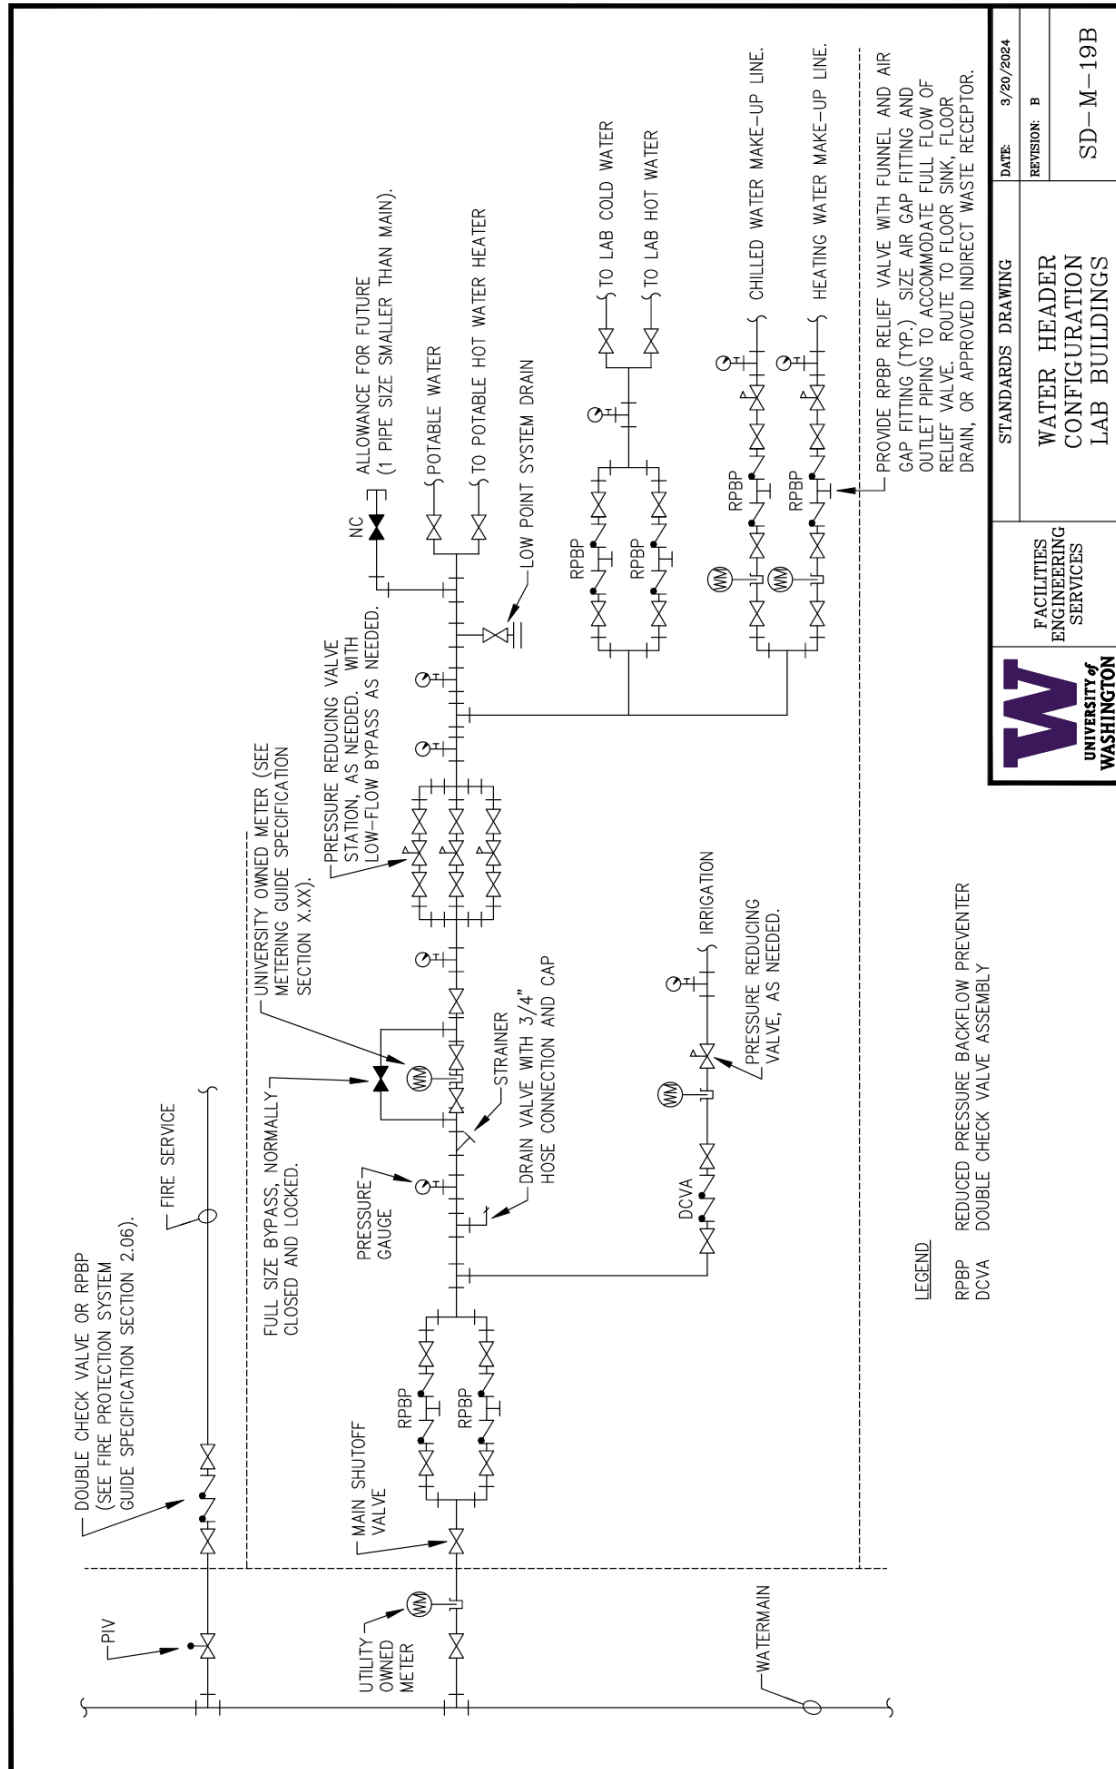 DOUBLE CHECK VALVE OR RPBP
(SEE FIRE PROTECTION SYSTEM
GUIDE SPECIFICATION SECTION 2.06).
PIV
FIRE SERVICE
UNIVERSITY OWNED METER (SEE
METERING GUIDE SPECIFICATION
SECTION X.XX).
FULL SIZE BYPASS, NORMALLY
CLOSED AND LOCKED.
PRESSURE REDUCING VALVE
STATION, AS NEEDED.  WITH
LOW-FLOW BYPASS AS NEEDED.
ALLOWANCE FOR FUTURE
(1 PIPE SIZE SMALLER THAN MAIN).
NC
UTILITY
OWNED
METER
WM
MAIN SHUTOFF
VALVE
RPBP
RPBP
PRESSURE
GAUGE
WM
STRAINER
DRAIN VALVE WITH 3/4"
HOSE CONNECTION AND CAP
POTABLE WATER
TO POTABLE HOT WATER HEATER
LOW POINT SYSTEM DRAIN
RPBP
RPBP
TO LAB COLD WATER
TO LAB HOT WATER
DCVA
WM
IRRIGATION
PRESSURE REDUCING
VALVE, AS NEEDED.
WM
WM
RPBP
RPBP
CHILLED WATER MAKE-UP LINE.
HEATING WATER MAKE-UP LINE.
WATERMAIN
PROVIDE RPBP RELIEF VALVE WITH FUNNEL AND AIR
GAP FITTING (TYP.)  SIZE AIR GAP FITTING AND
OUTLET PIPING TO ACCOMMODATE FULL FLOW OF
RELIEF VALVE.  ROUTE TO FLOOR SINK, FLOOR
DRAIN, OR APPROVED INDIRECT WASTE RECEPTOR.
LEGEND
RPBP REDUCED PRESSURE BACKFLOW PREVENTER
DCVA DOUBLE CHECK VALVE ASSEMBLY
W
UNIVERSITY of
WASHINGTON
FACILITIES
ENGINEERING
SERVICES
STANDARDS DRAWING
WATER HEADER
CONFIGURATION
LAB BUILDINGS
DATE: 3/20/2024
REVISION: B
SD-M-19B